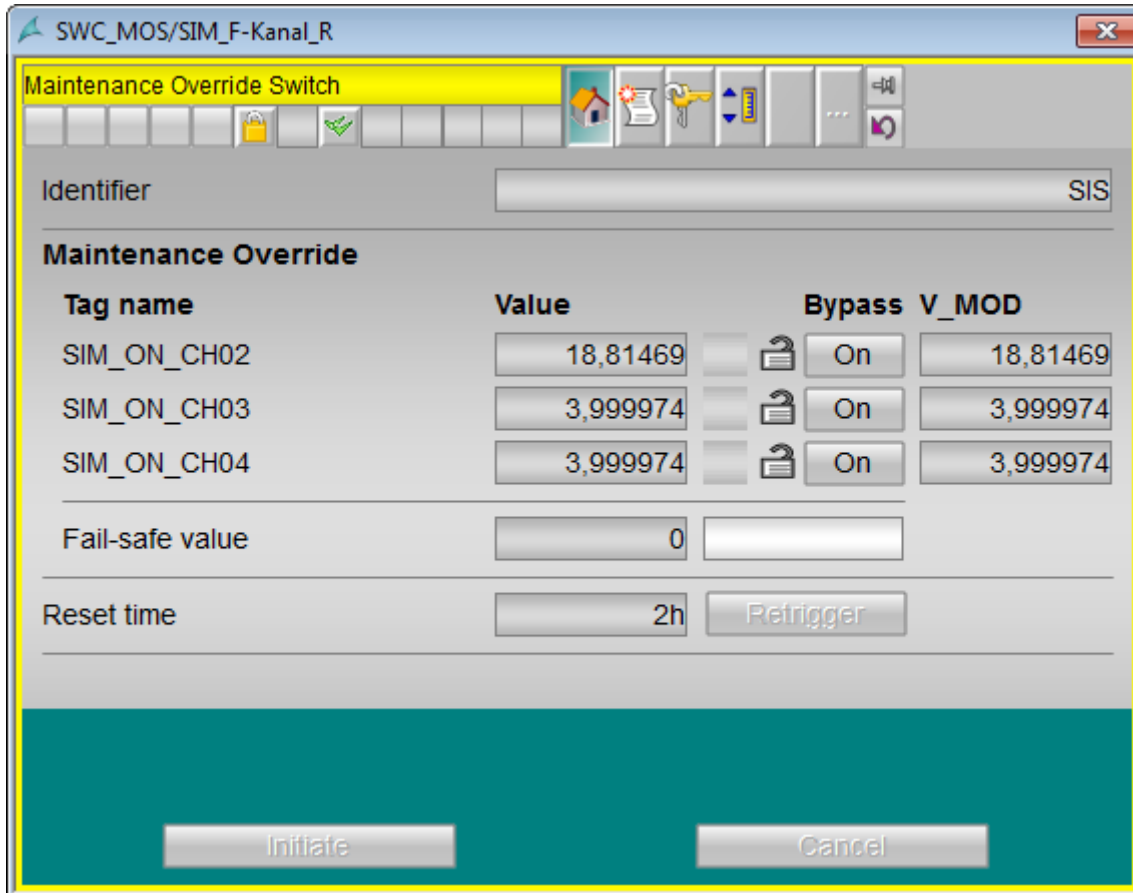 SWC_MOS/SIM_F-Kanal_R
Maintenance Override Switch
...
Identifier SIS
Maintenance Override
Tag name Value Bypass V_MOD
SIM_ON_CH02 18,81469 On 18,81469
SIM_ON_CH03 3,999974 On 3,999974
SIM_ON_CH04 3,999974 On 3,999974
Fail-safe value 0
Reset time 2h Retrigger
Initiate Cancel